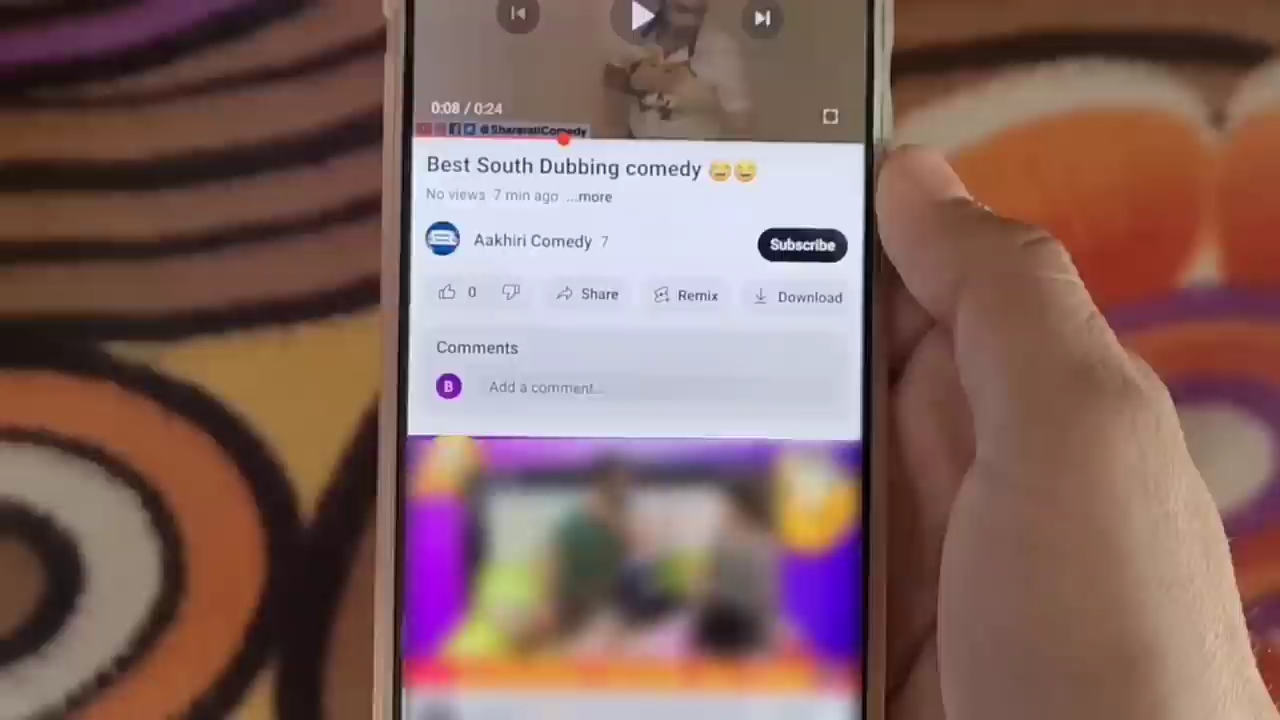 0:08 / 0:24
@SharartiComedy
Best South Dubbing comedy 😂😂
No views 7 min ago ...more
Aakhiri Comedy 7
Subscribe
0 Share Remix Download
Comments
B Add a comment...